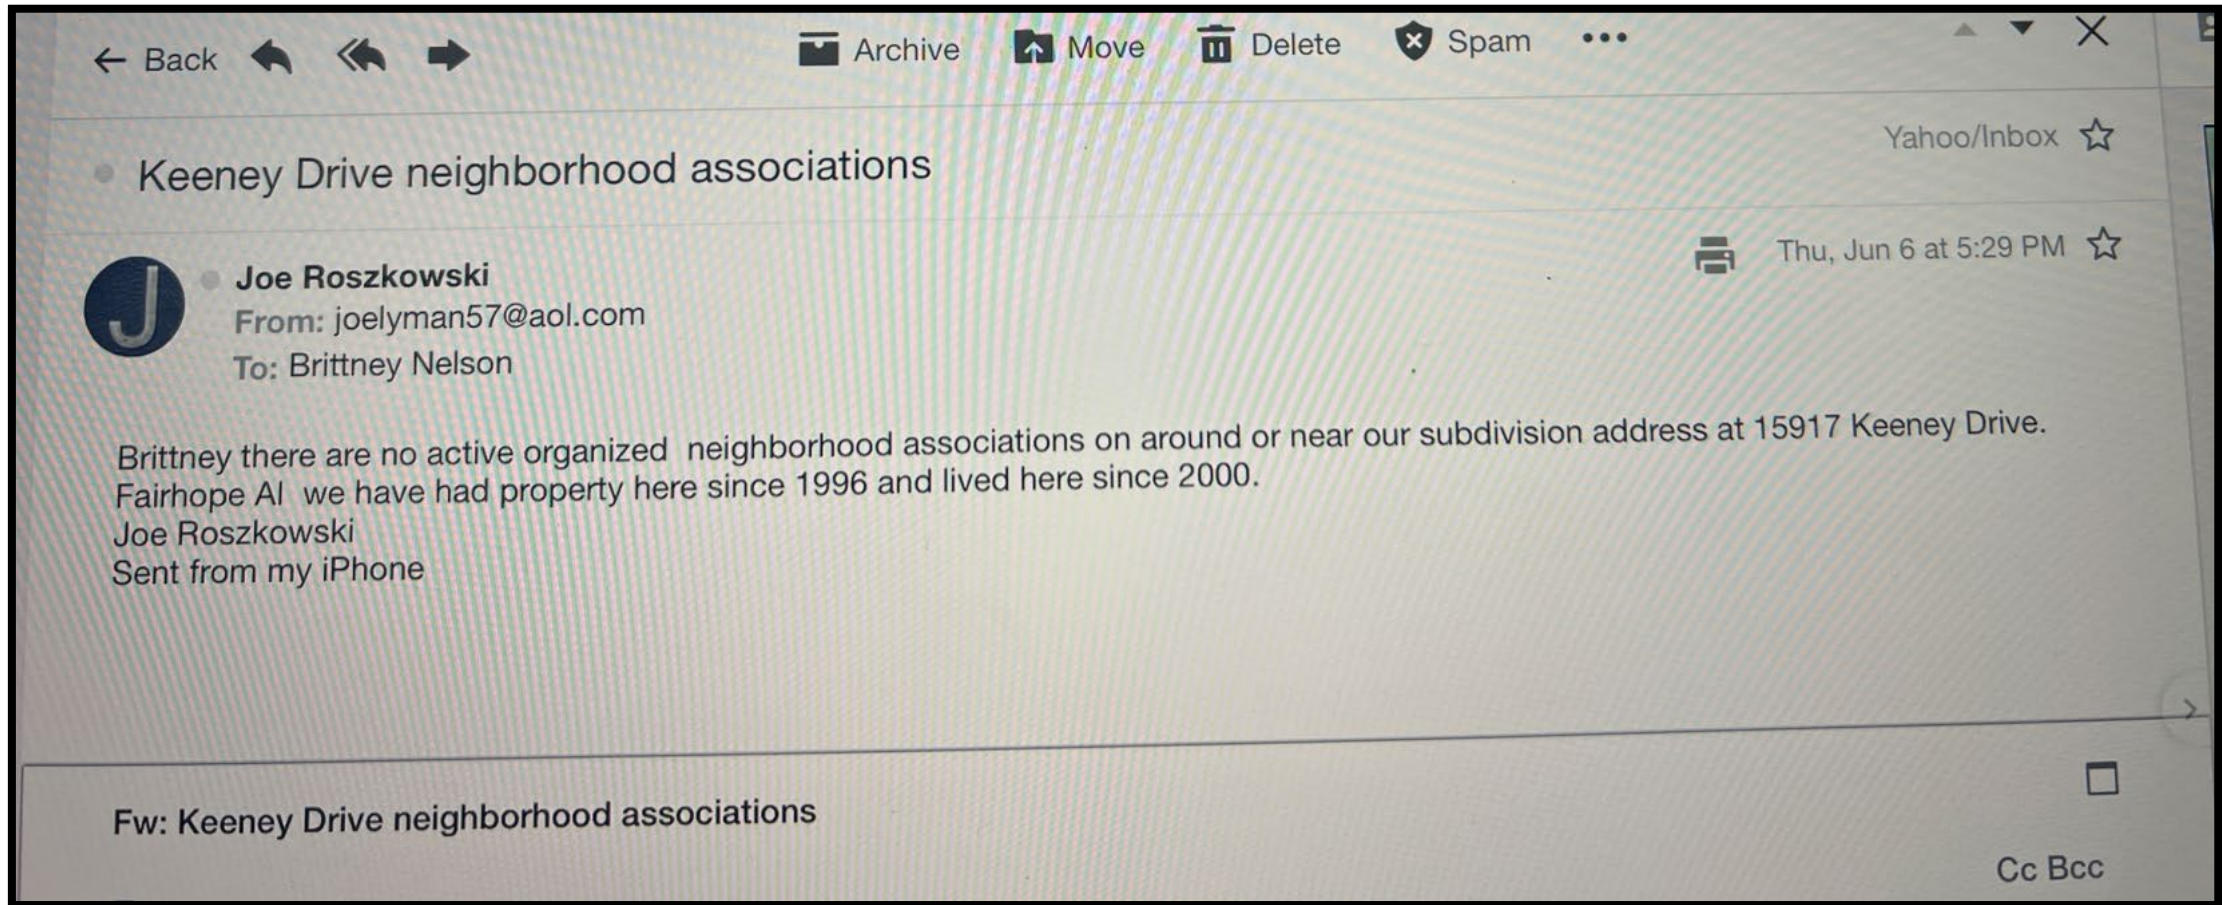 Back Archive Move Delete Spam •••
Keeney Drive neighborhood associations Yahoo/Inbox
J
Joe Roszkowski Thu, Jun 6 at 5:29 PM
From: joelyman57@aol.com
To: Brittney Nelson
Brittney there are no active organized  neighborhood associations on around or near our subdivision address at 15917 Keeney Drive.
Fairhope Al  we have had property here since 1996 and lived here since 2000.
Joe Roszkowski
Sent from my iPhone
Fw: Keeney Drive neighborhood associations
Cc Bcc